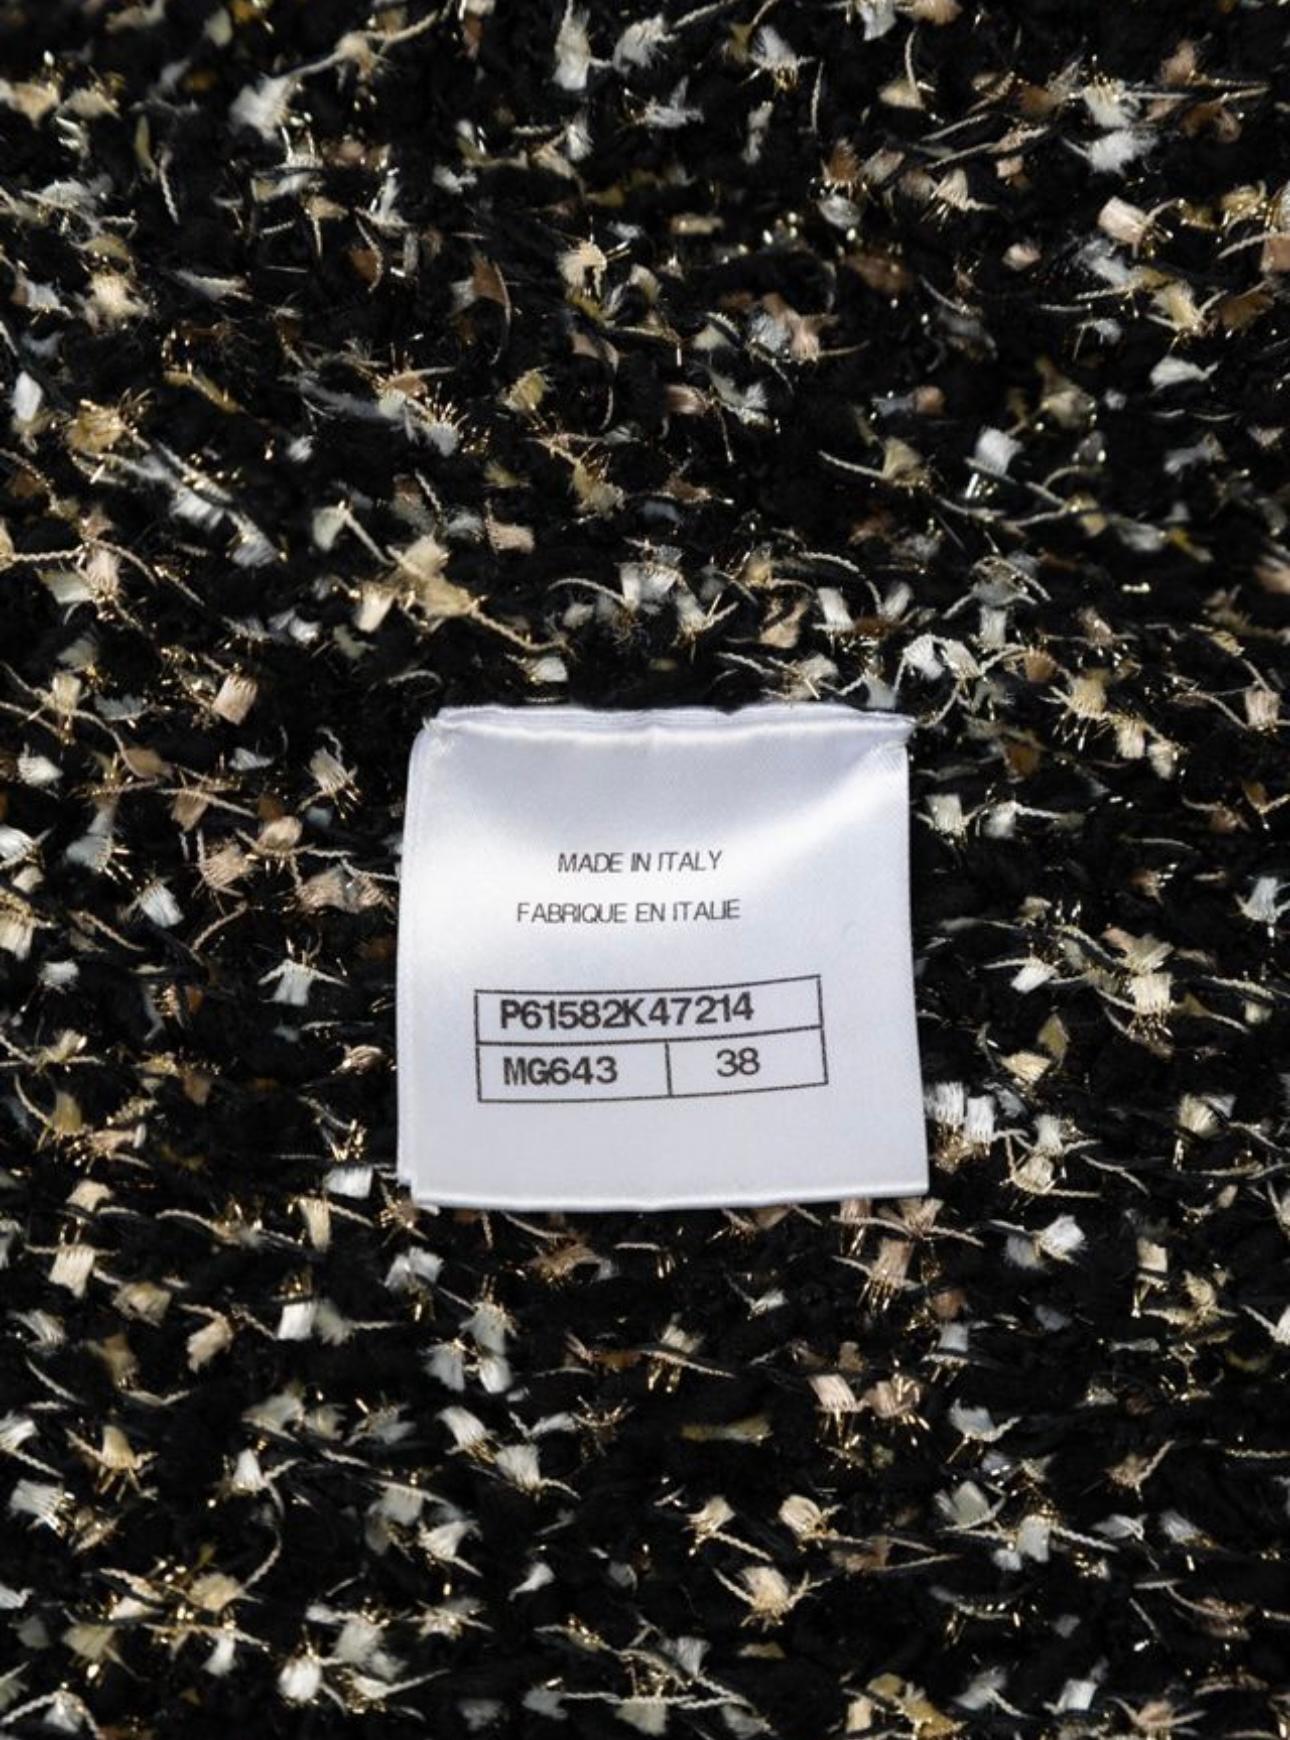 MADE IN ITALY
FABRIQUE EN ITALIE
P61582K47214
MG643 38